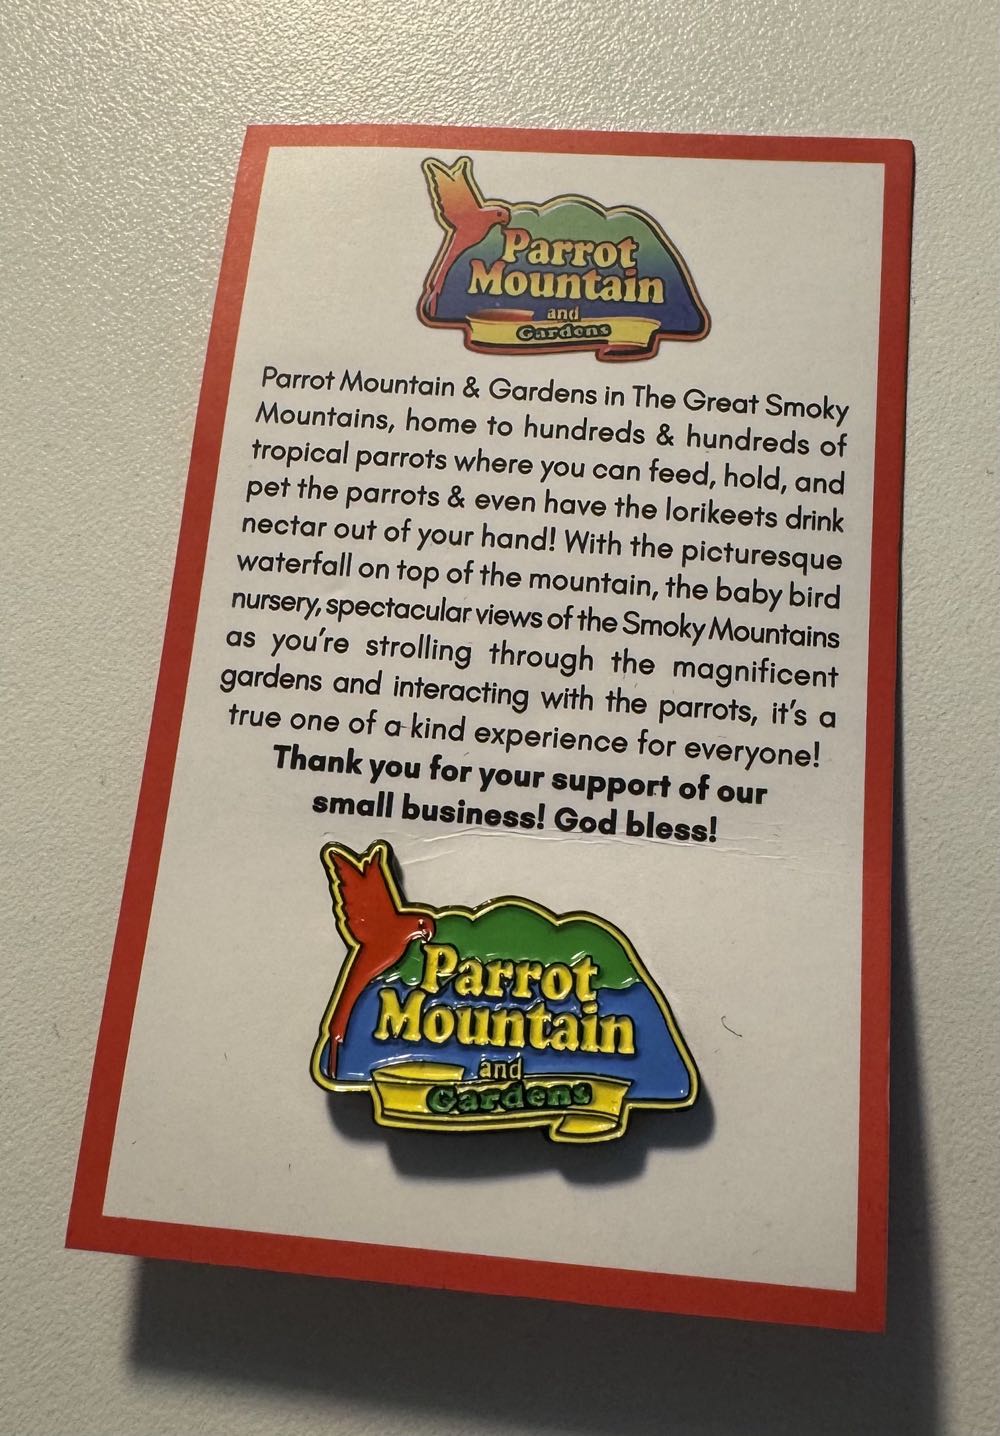 Parrot
Mountain
and
Gardens
Parrot Mountain & Gardens in The Great Smoky
Mountains, home to hundreds & hundreds of
tropical parrots where you can feed, hold, and
pet the parrots & even have the lorikeets drink
nectar out of your hand! With the picturesque
waterfall on top of the mountain, the baby bird
nursery, spectacular views of the Smoky Mountains
as you're strolling through the magnificent
gardens and interacting with the parrots, it's a
true one of a-kind experience for everyone!
Thank you for your support of our
small business! God bless!
Parrot
Mountain
and
Gardens